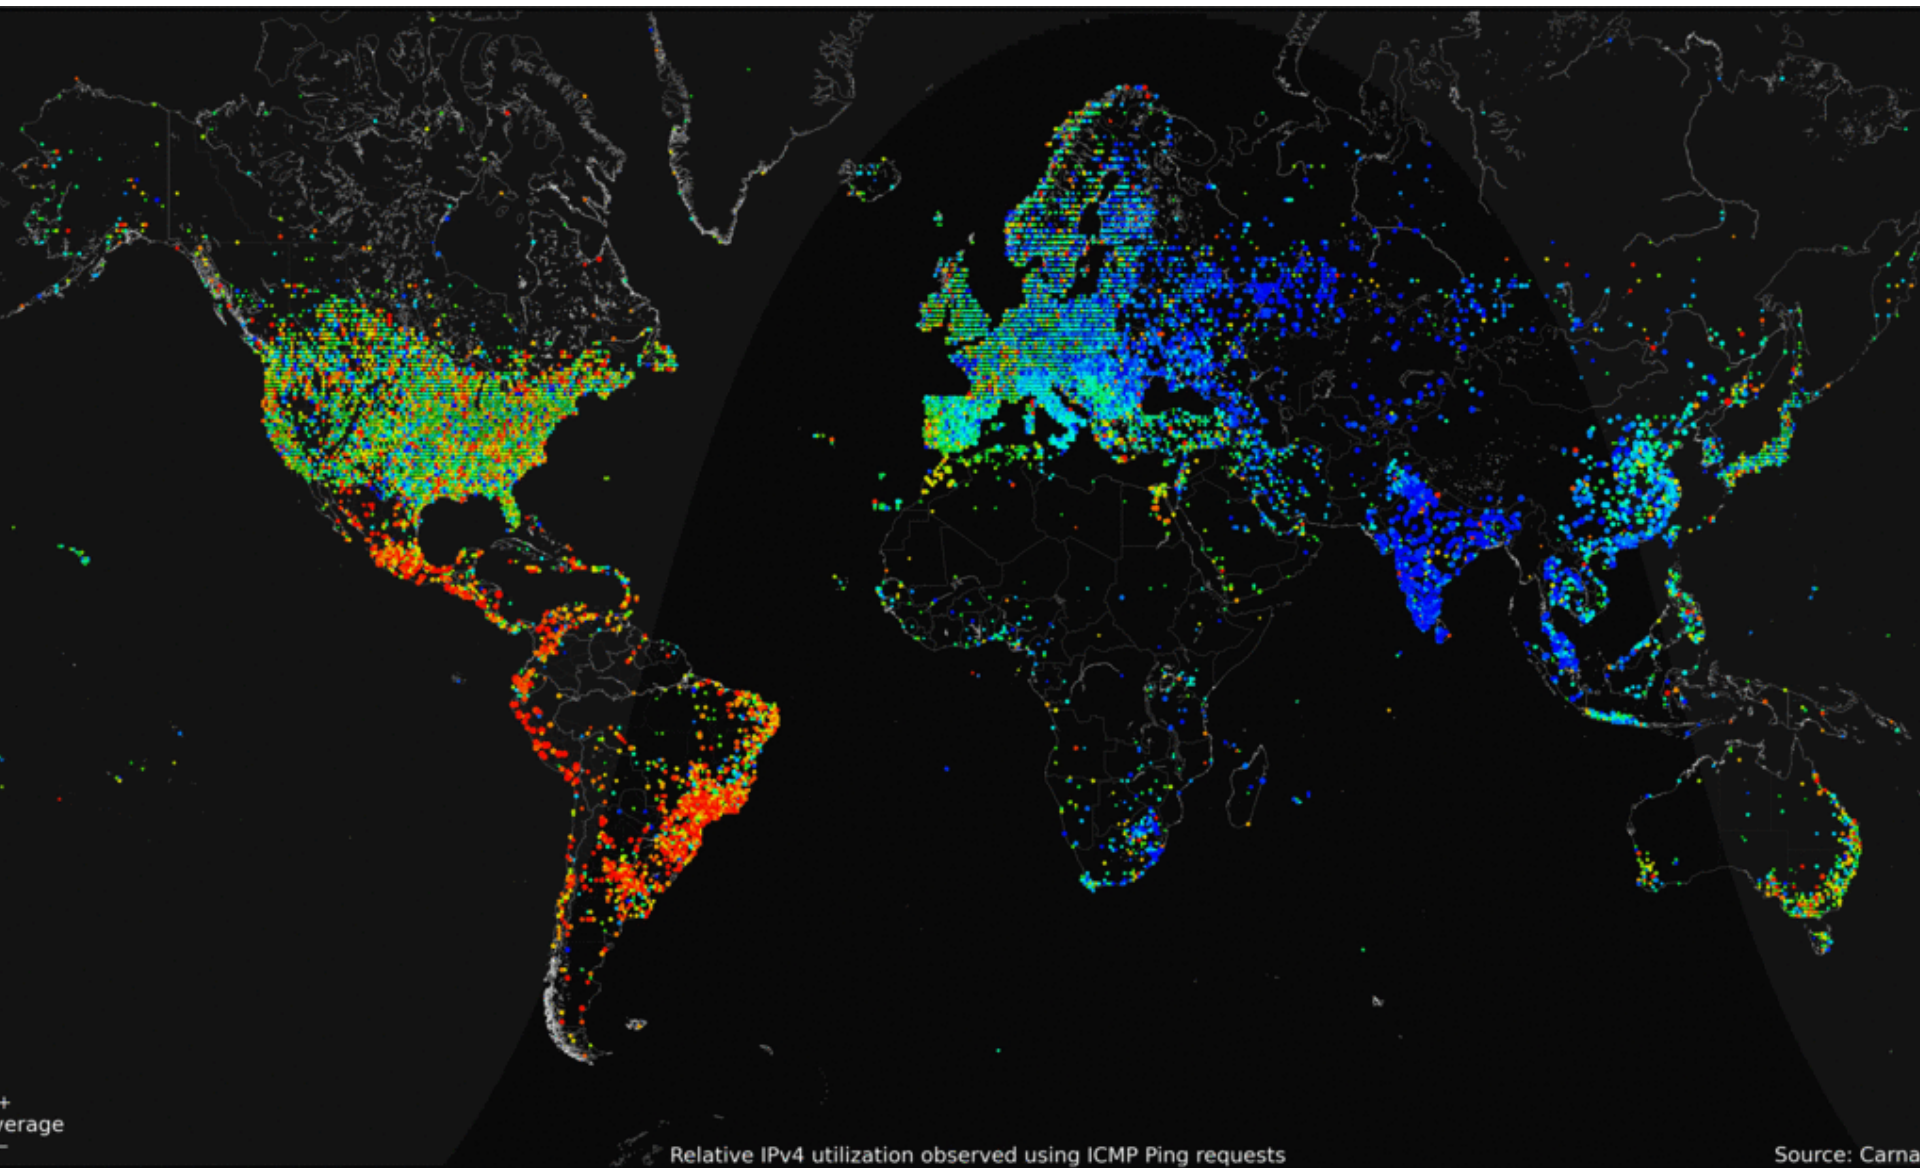 +
verage
–
Relative IPv4 utilization observed using ICMP Ping requests
Source: Carna